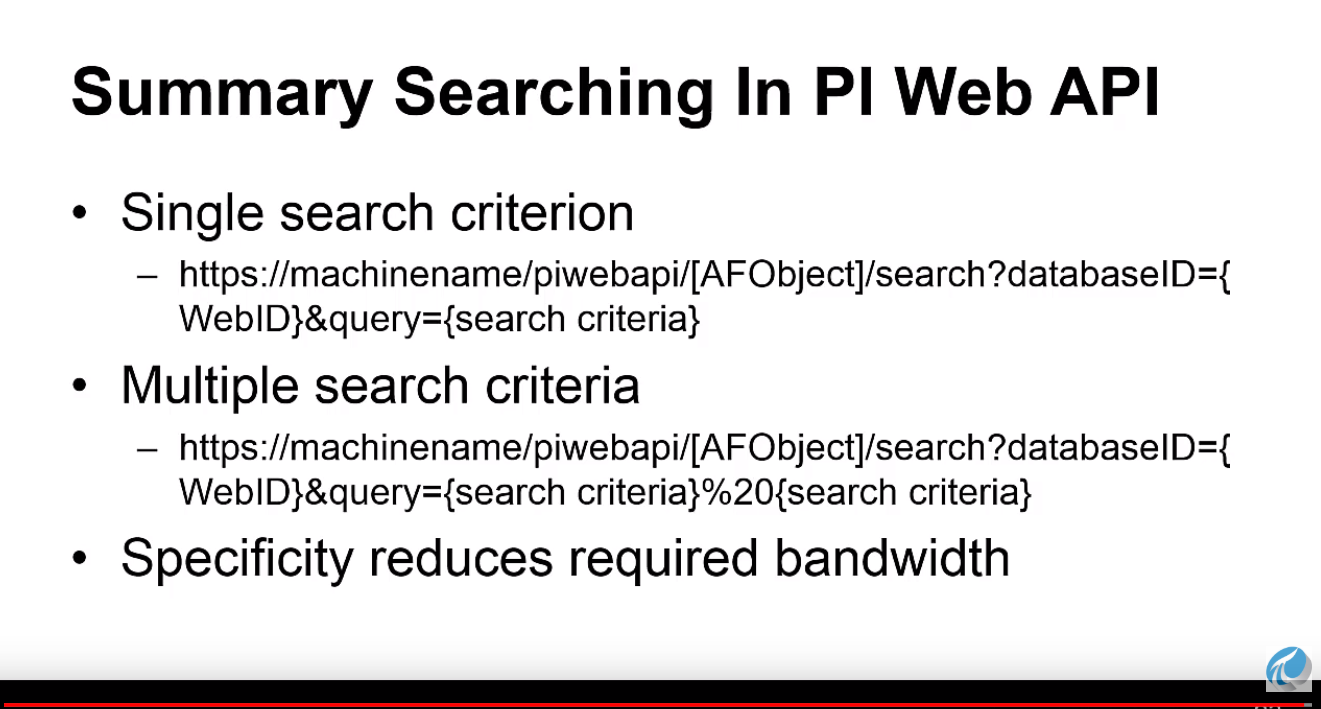 Summary Searching In PI Web API
• Single search criterion
– https://machinename/piwebapi/[AFObject]/search?databaseID={
WebID}&query={search criteria}
• Multiple search criteria
– https://machinename/piwebapi/[AFObject]/search?databaseID={
WebID}&query={search criteria}%20{search criteria}
• Specificity reduces required bandwidth